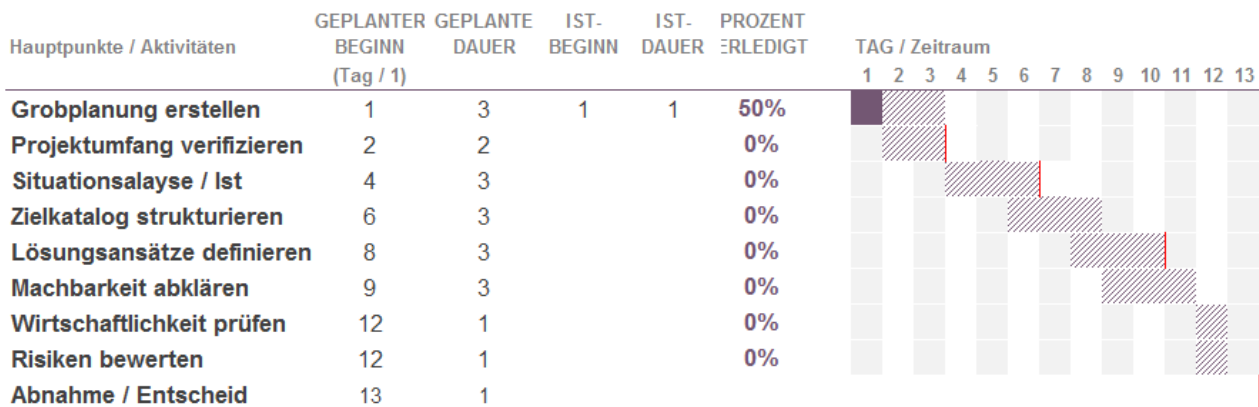 GEPLANTER GEPLANTE IST- IST- PROZENT
Hauptpunkte / Aktivitäten BEGINN DAUER BEGINN DAUER ERLEDIGT TAG / Zeitraum
(Tag / 1) 1 2 3 4 5 6 7 8 9 10 11 12 13
Grobplanung erstellen 1 3 1 1 50%
Projektumfang verifizieren 2 2 0%
Situationsalayse / Ist 4 3 0%
Zielkatalog strukturieren 6 3 0%
Lösungsansätze definieren 8 3 0%
Machbarkeit abklären 9 3 0%
Wirtschaftlichkeit prüfen 12 1 0%
Risiken bewerten 12 1 0%
Abnahme / Entscheid 13 1